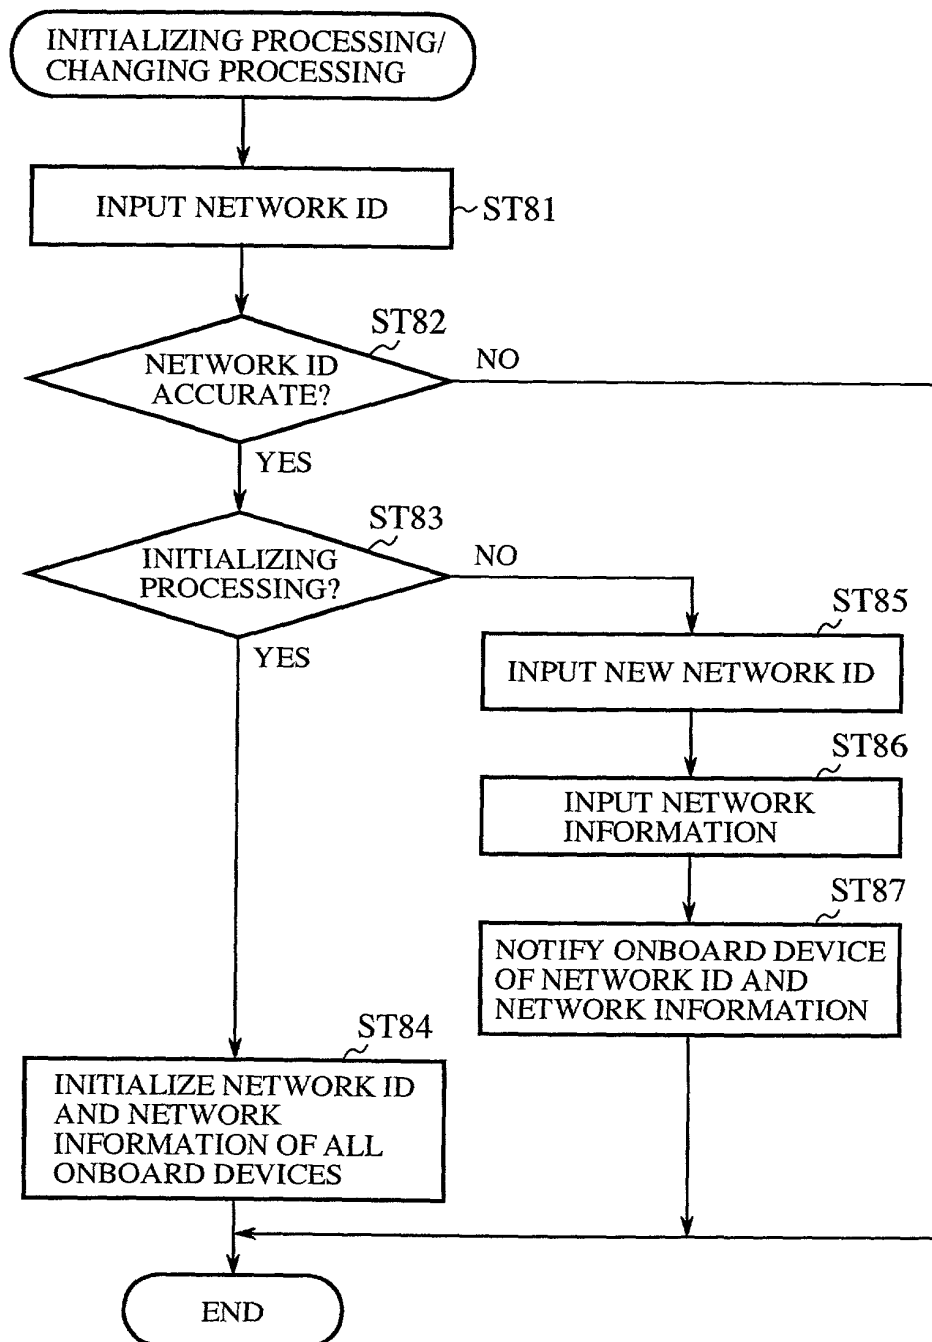 INITIALIZING PROCESSING/
CHANGING PROCESSING
INPUT NETWORK ID
ST81
ST82
NETWORK ID
ACCURATE?
NO
YES
ST83
INITIALIZING
PROCESSING?
NO
YES
ST85
INPUT NEW NETWORK ID
ST86
INPUT NETWORK
INFORMATION
ST87
NOTIFY ONBOARD DEVICE
OF NETWORK ID AND
NETWORK INFORMATION
ST84
INITIALIZE NETWORK ID
AND NETWORK
INFORMATION OF ALL
ONBOARD DEVICES
END